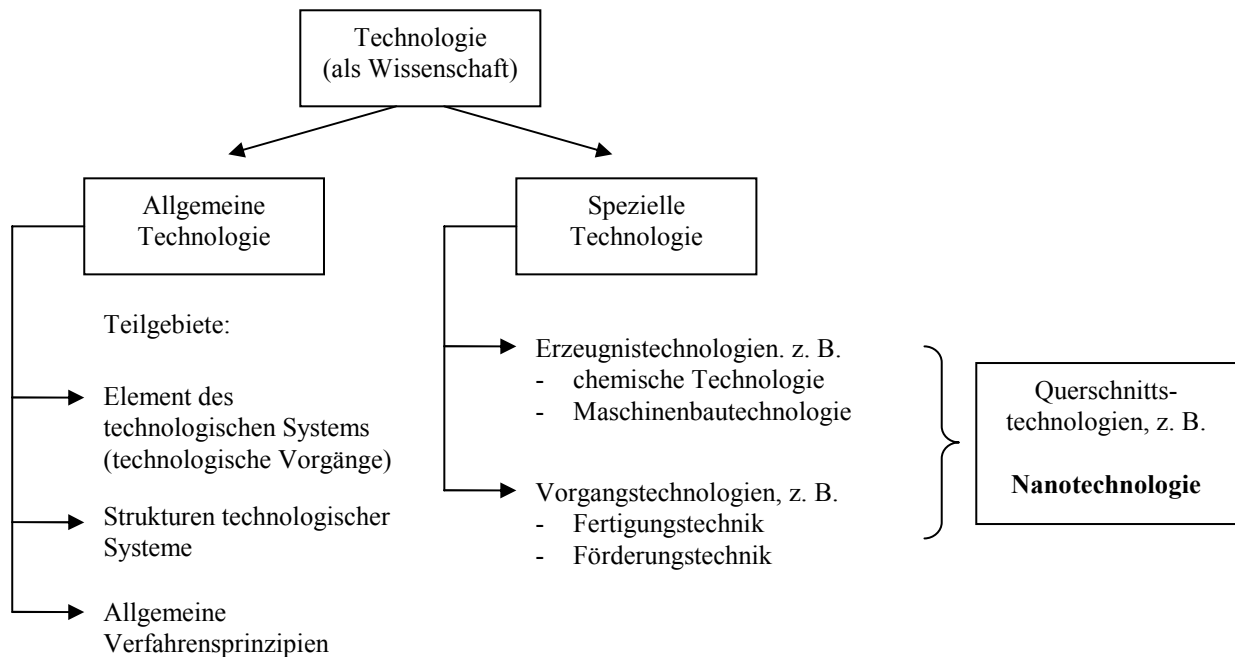 Technologie
(als Wissenschaft)
Allgemeine
Technologie
Teilgebiete:
Element des
technologischen Systems
(technologische Vorgänge)
Strukturen technologischer
Systeme
Allgemeine
Verfahrensprinzipien
Spezielle
Technologie
Erzeugnistechnologien. z. B.
- chemische Technologie
- Maschinenbautechnologie
Vorgangstechnologien, z. B.
- Fertigungstechnik
- Förderungstechnik
Querschnitts-
technologien, z. B.
Nanotechnologie